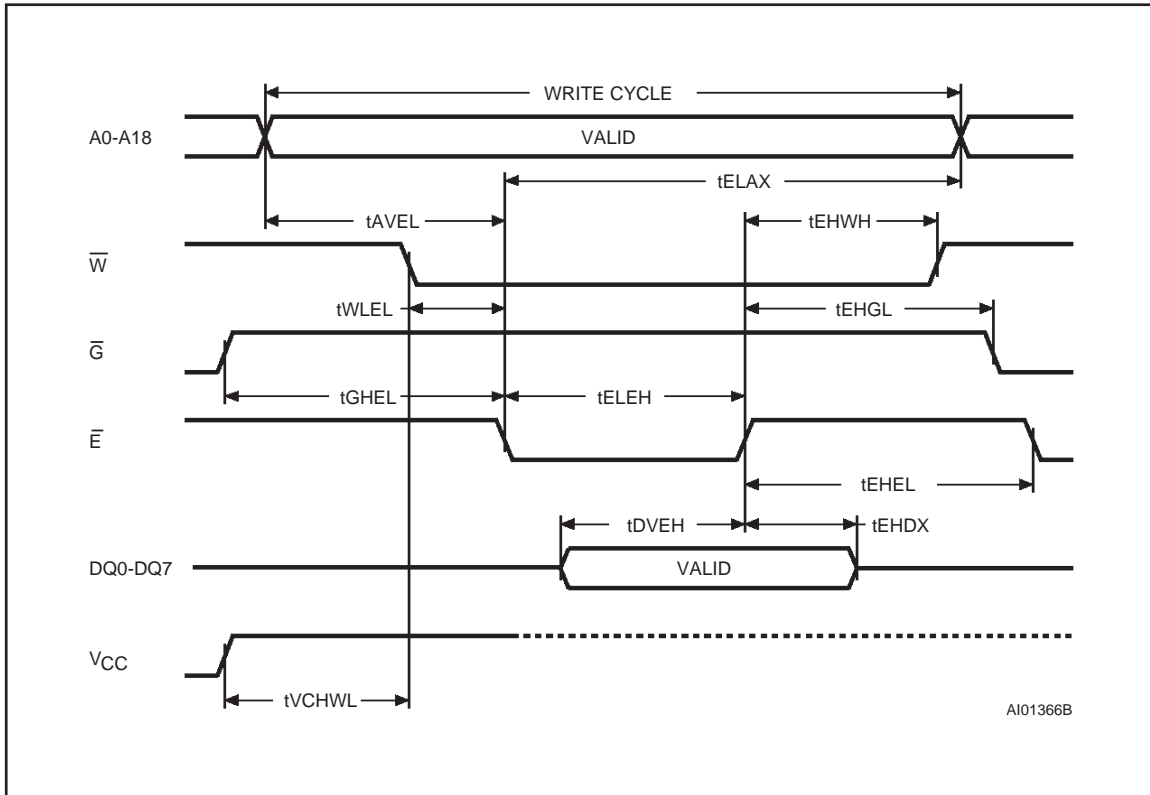 WRITE CYCLE
A0-A18
VALID
tELAX
tAVEL
tEHWH
W̅
tWLEL
tEHGL
G̅
tGHEL
tELEH
E̅
tEHEL
tDVEH
tEHDX
DQ0-DQ7
VALID
VCC
tVCHWL
AI01366B